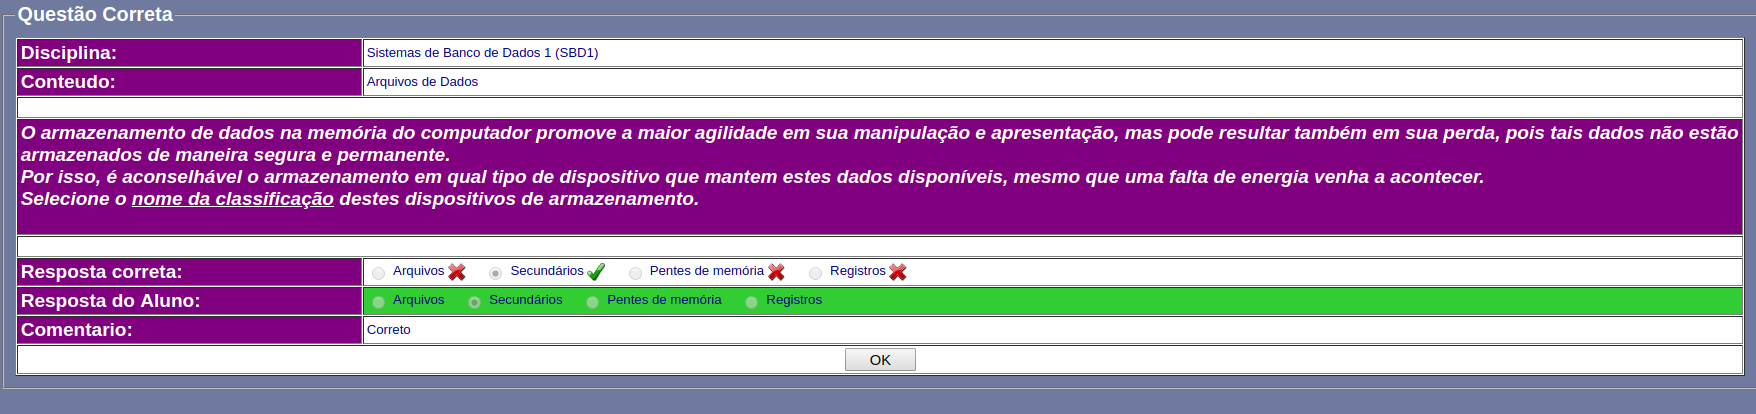 Questão Correta
Disciplina: Sistemas de Banco de Dados 1 (SBD1)
Conteudo: Arquivos de Dados
O armazenamento de dados na memória do computador promove a maior agilidade em sua manipulação e apresentação, mas pode resultar também em sua perda, pois tais dados não estão
armazenados de maneira segura e permanente.
Por isso, é aconselhável o armazenamento em qual tipo de dispositivo que mantem estes dados disponíveis, mesmo que uma falta de energia venha a acontecer.
Selecione o nome da classificação destes dispositivos de armazenamento.
Resposta correta: Arquivos Secundários Pentes de memória Registros
Resposta do Aluno: Arquivos Secundários Pentes de memória Registros
Comentario: Correto
OK